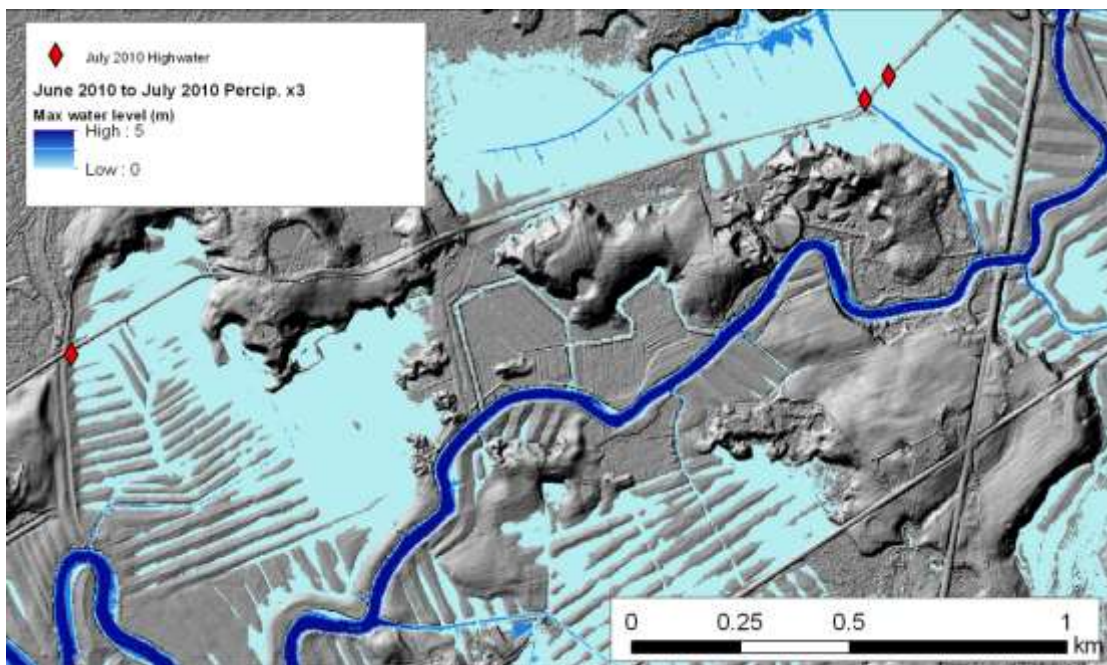 July 2010 Highwater
June 2010 to July 2010 Percip. x3
Max water level (m)
High : 5
Low : 0
0 0.25 0.5 1
km